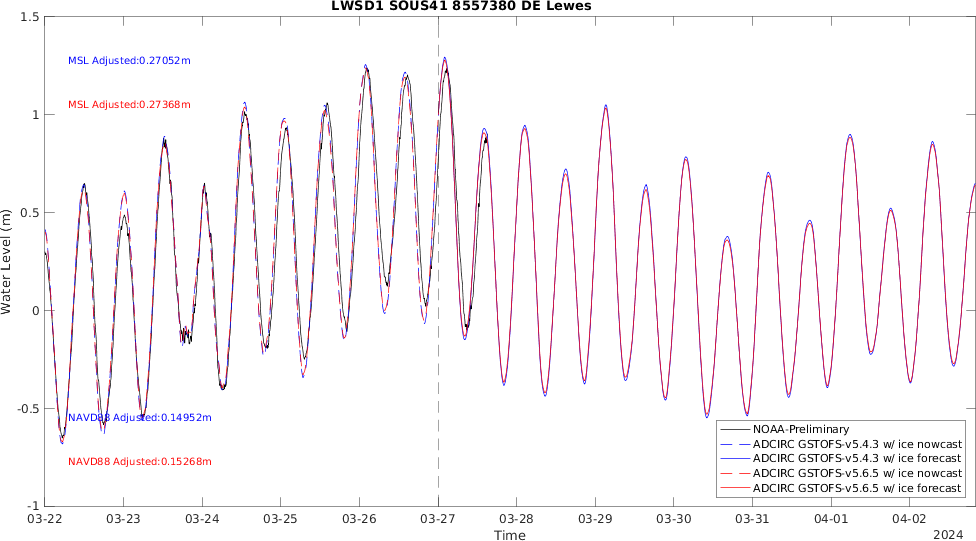 LWSD1 SOUS41 8557380 DE Lewes
1.5
MSL Adjusted:0.27052m
MSL Adjusted:0.27368m
1
0.5
0
-0.5
-1
Water Level (m)
NAVD88 Adjusted:0.14952m
NAVD88 Adjusted:0.15268m
NOAA-Preliminary
ADCIRC GSTOFS-v5.4.3 w/ ice nowcast
ADCIRC GSTOFS-v5.4.3 w/ ice forecast
ADCIRC GSTOFS-v5.6.5 w/ ice nowcast
ADCIRC GSTOFS-v5.6.5 w/ ice forecast
03-22 03-23 03-24 03-25 03-26 03-27 03-28 03-29 03-30 03-31 04-01 04-02
Time
2024